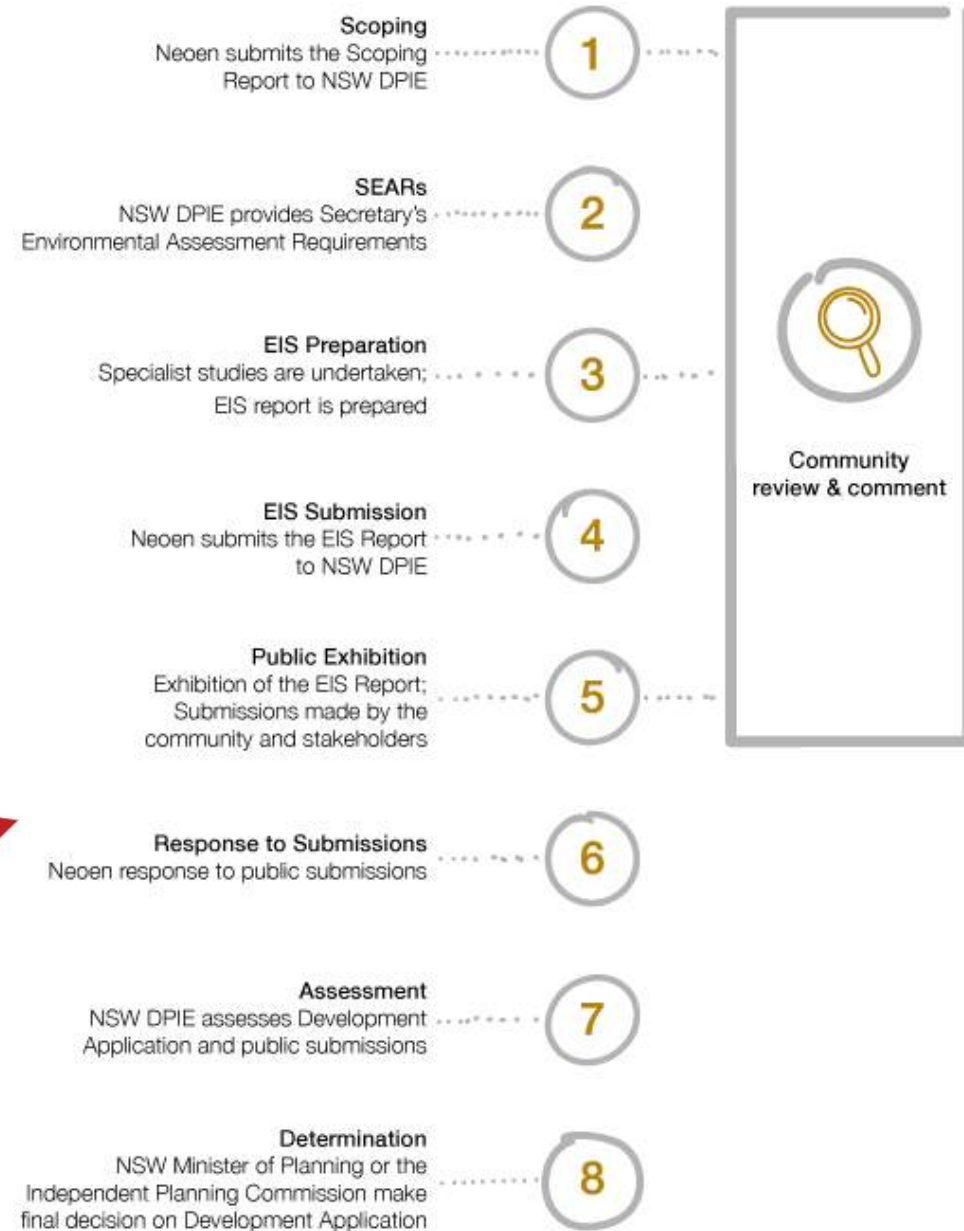 Scoping
Neoen submits the Scoping
Report to NSW DPIE
1
SEARs
NSW DPIE provides Secretary's
Environmental Assessment Requirements
2
EIS Preparation
Specialist studies are undertaken;
EIS report is prepared
3
Community
review & comment
EIS Submission
Neoen submits the EIS Report
to NSW DPIE
4
Public Exhibition
Exhibition of the EIS Report;
Submissions made by the
community and stakeholders
5
Response to Submissions
Neoen response to public submissions
6
Assessment
NSW DPIE assesses Development
Application and public submissions
7
Determination
NSW Minister of Planning or the
Independent Planning Commission make
final decision on Development Application
8